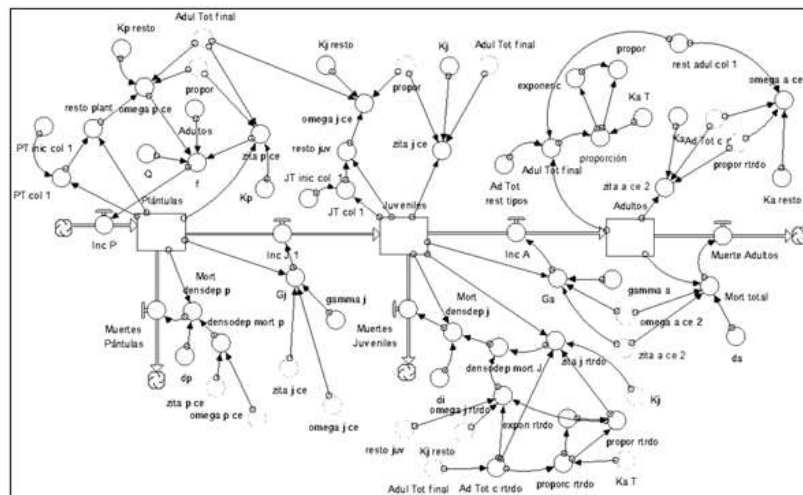 Kp resto
Adul Tot final
propor
omega p ce
resto plant
PT inic col 1
Adutos
zita p ce
Q
f
PT col 1
Kp
Plántulas
Inc P
Kj resto
propor
Kj
Adul Tot final
omega j ce
resto juv
zita j ce
JT inic col 1
JT col 1
Juveniles
Inc J 1
propor
exponenc
rest adul col 1
omega a ce
Ka T
proporción
Adul Tot final
Ad Tot
rest tipos
propor rtrdo
zita a ce 2
Ka resto
Adultos
Inc A
Muerte Adultos
Mort
densdep p
Gj
gamma j
densodep mort p
Muertes
Pántulas
dp
zita p ce
omega p ce
zita j ce
omega j ce
Mort
densdep j
Muertes
Juveniles
densodep mort J
zita j rtrdo
di
omega j rtrdo
Kj
resto juv
Kj resto
expon rtrdo
propor rtrdo
Adul Tot final
Ad Tot c rtrdo
proporc rtrdo
Ka T
Ga
gamma a
omega a ce 2
zita a ce 2
Mort total
da